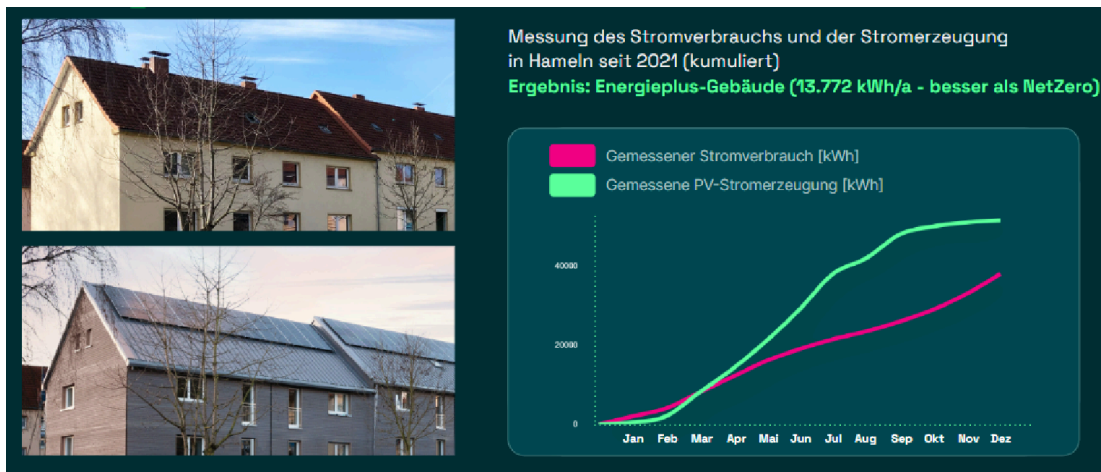 Messung des Stromverbrauchs und der Stromerzeugung
in Hameln seit 2021 (kumuliert)
Ergebnis: Energieplus-Gebäude (13.772 kWh/a - besser als NetZero)
Gemessener Stromverbrauch [kWh]
Gemessene PV-Stromerzeugung [kWh]
40000
20000
0
Jan Feb Mar Apr Mai Jun Jul Aug Sep Okt Nov Dez